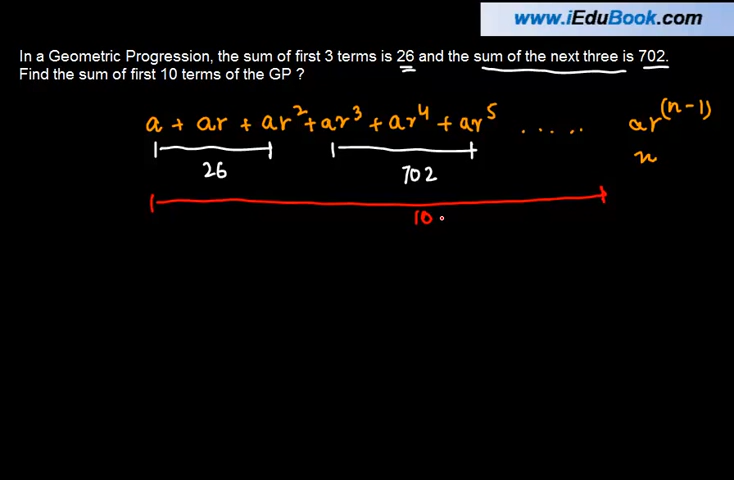 www.iEduBook.com
In a Geometric Progression, the sum of first 3 terms is 26 and the sum of the next three is 702.
Find the sum of first 10 terms of the GP ?
a + ar + ar² + ar³ + ar⁴ + ar⁵ ..... ar⁽ⁿ⁻¹⁾
26 702 n
10